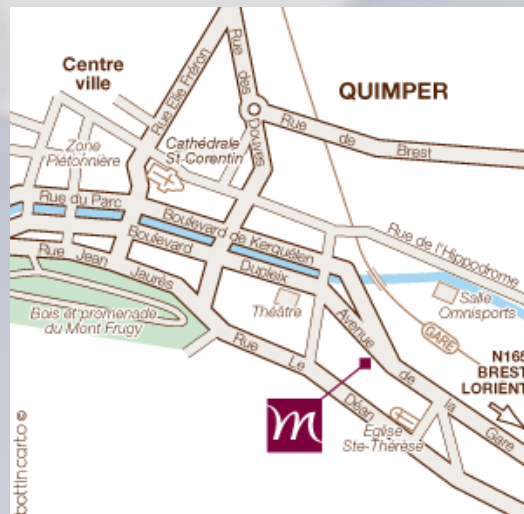 Centre
ville
QUIMPER
Rue Elie Fréron
Rue des Douves
Rue de Brest
Zone
Piétonnière
Cathédrale
St-Corentin
Rue du Parc
Boulevard de Kerguélen
Boulevard Dupleix
Rue de l'Hippodrome
Rue Jean Jaurès
Bois et promenade
du Mont Frugy
Théâtre
Salle
Omnisports
GARE
Avenue de la Gare
N165
BREST
LORIENT
Rue Le Déan
m
Eglise
Ste-Thérèse
bottincarto ©